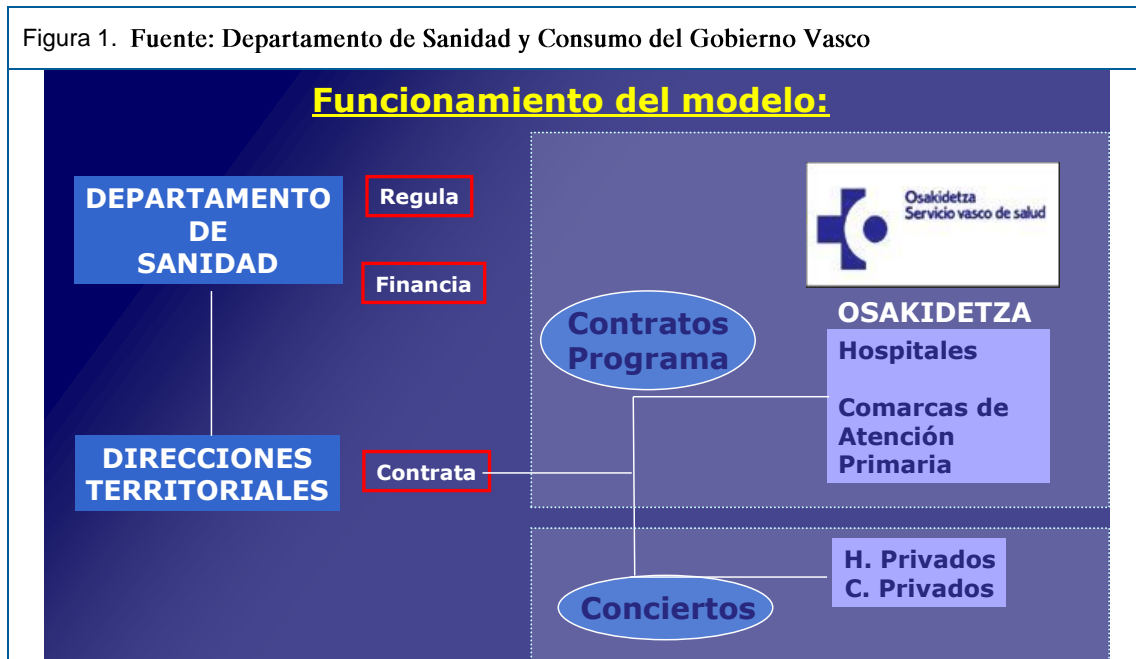 Figura 1. Fuente: Departamento de Sanidad y Consumo del Gobierno Vasco
Funcionamiento del modelo:
DEPARTAMENTO
DE
SANIDAD
Regula
Financia
DIRECCIONES
TERRITORIALES
Contrata
Contratos
Programa
Osakidetza
Servicio vasco de salud
OSAKIDETZA
Hospitales
Comarcas de
Atención
Primaria
Conciertos
H. Privados
C. Privados